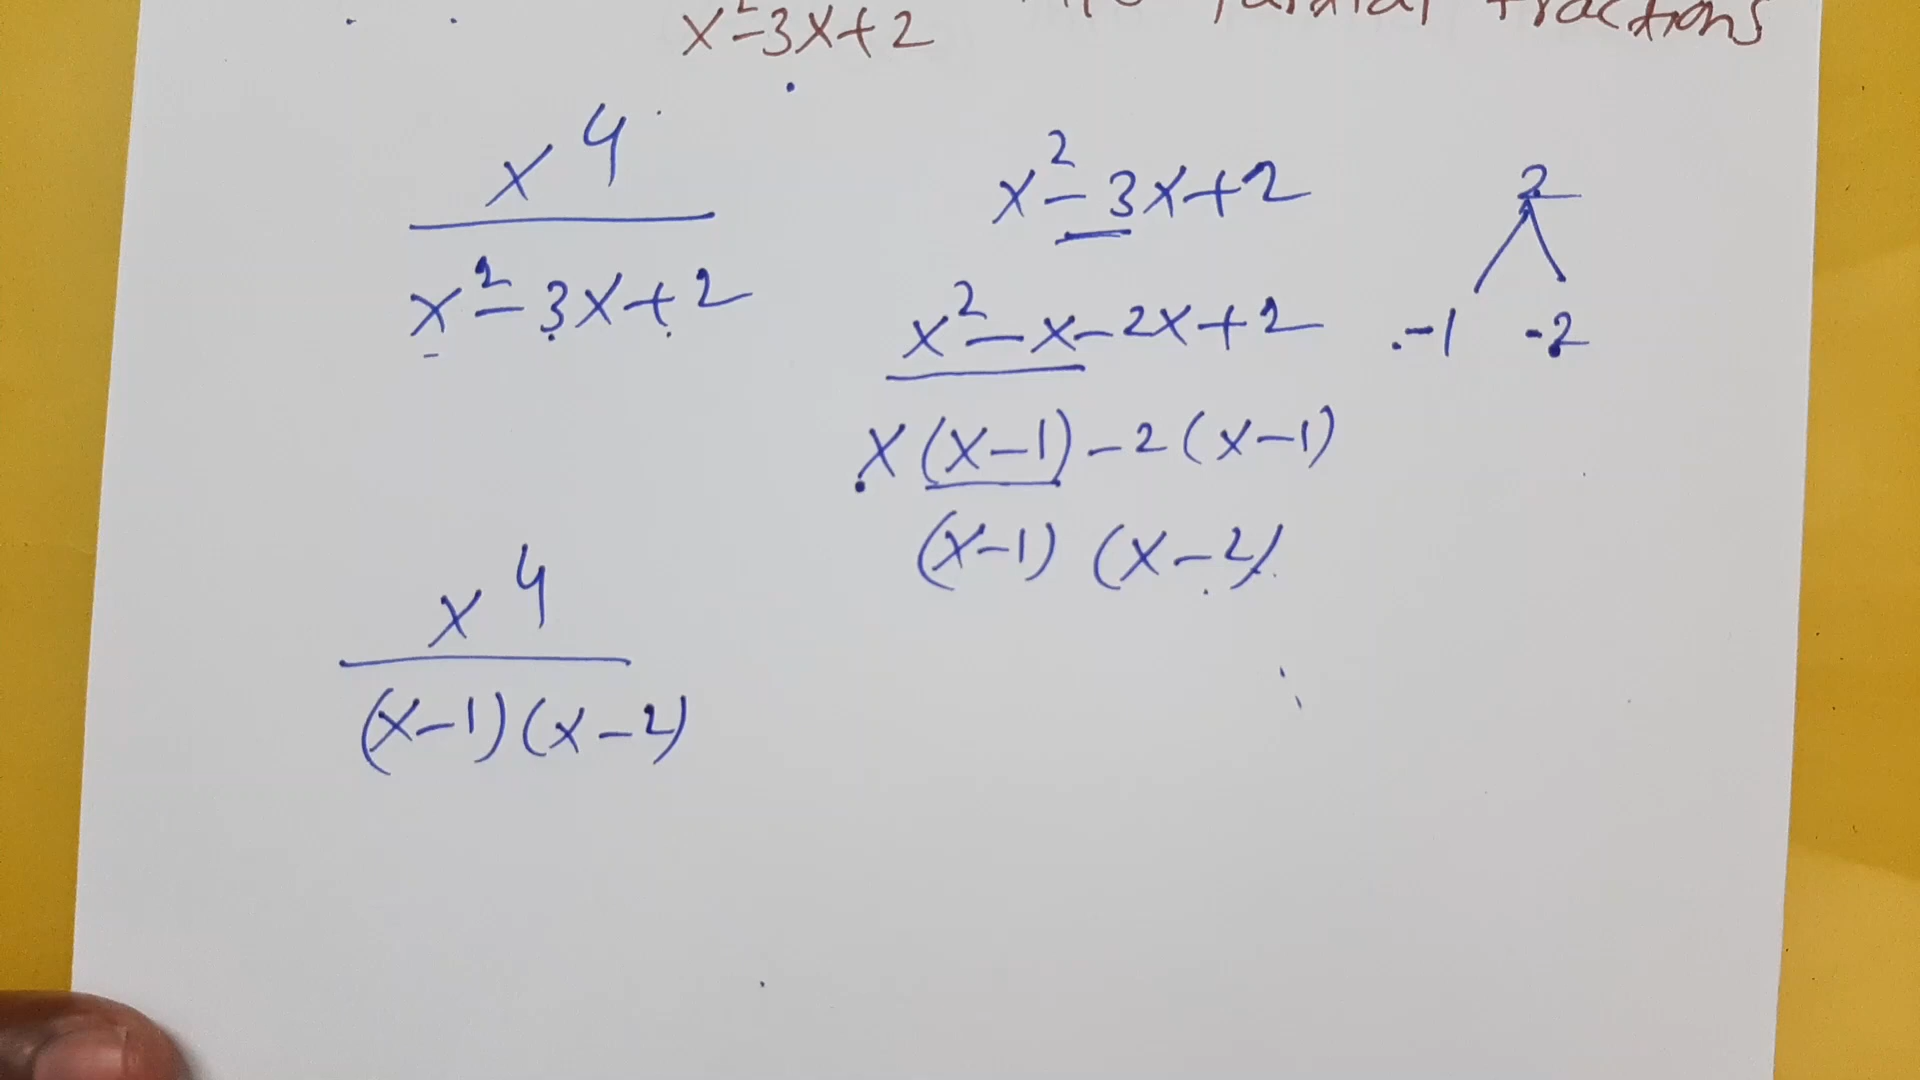 x²-3x+2 fractions
x⁴
x²-3x+2
x²-3x+2
x²-x-2x+2
x(x-1)-2(x-1)
(x-1) (x-2)
2
-1 -2
x⁴
(x-1)(x-2)